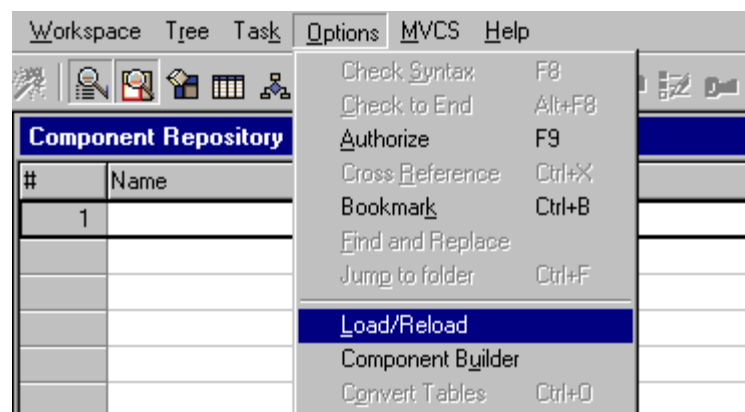 Workspace Tree Task Options MVCS Help
Check Syntax F8
Check to End Alt+F8
Component Repository
Authorize F9
# Name
Cross Reference Ctrl+X
1
Bookmark Ctrl+B
Find and Replace
Jump to folder Ctrl+F
Load/Reload
Component Builder
Convert Tables Ctrl+O